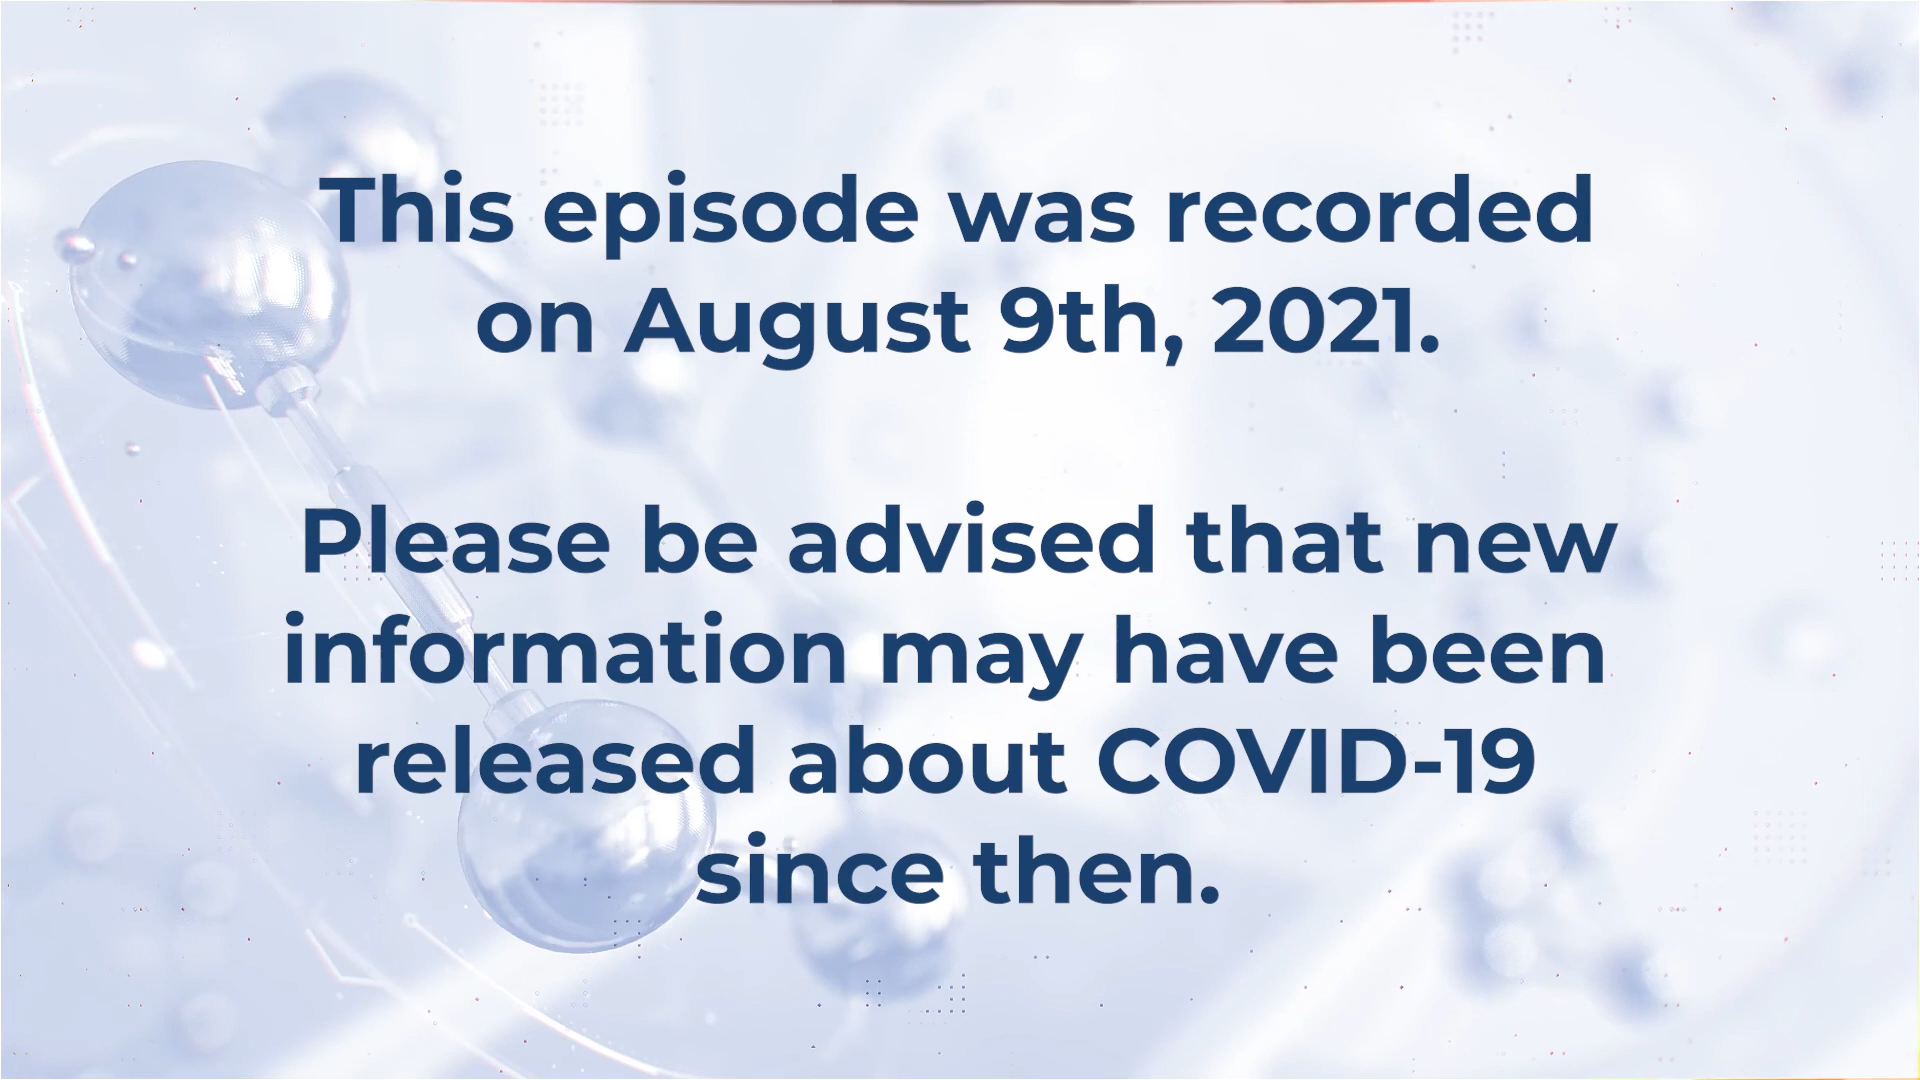 This episode was recorded
on August 9th, 2021.
Please be advised that new
information may have been
released about COVID-19
since then.